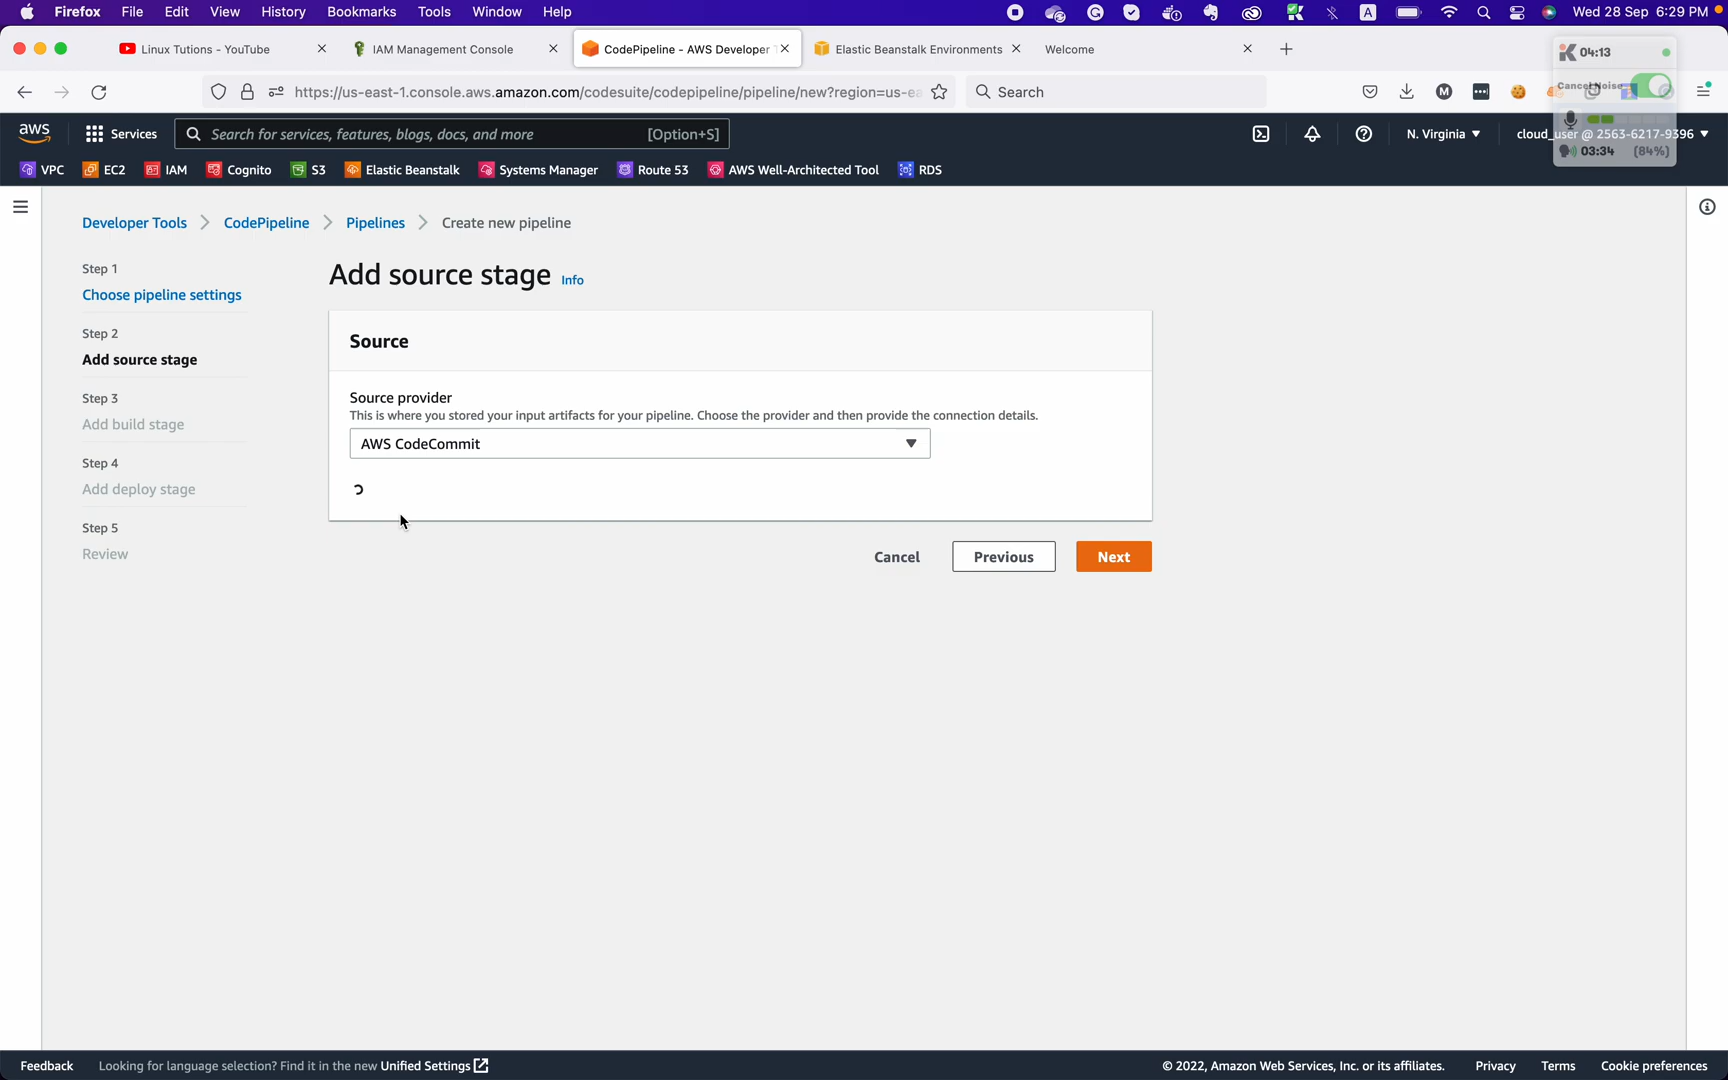 Firefox File Edit View History Bookmarks Tools Window Help A Wed 28 Sep 6:29 PM
Linux Tutions - YouTube IAM Management Console CodePipeline - AWS Developer Elastic Beanstalk Environments Welcome
04:13
https://us-east-1.console.aws.amazon.com/codesuite/codepipeline/pipeline/new?region=us-ea Search Cancel Noise
aws Services Search for services, features, blogs, docs, and more [Option+S] N. Virginia cloud_user @ 2563-6217-9396
03:34 (84%)
VPC EC2 IAM Cognito S3 Elastic Beanstalk Systems Manager Route 53 AWS Well-Architected Tool RDS
Developer Tools CodePipeline Pipelines Create new pipeline
Step 1
Choose pipeline settings
Step 2
Add source stage
Step 3
Add build stage
Step 4
Add deploy stage
Step 5
Review
Add source stage Info
Source
Source provider
This is where you stored your input artifacts for your pipeline. Choose the provider and then provide the connection details.
AWS CodeCommit
Cancel Previous Next
Feedback Looking for language selection? Find it in the new Unified Settings © 2022, Amazon Web Services, Inc. or its affiliates. Privacy Terms Cookie preferences